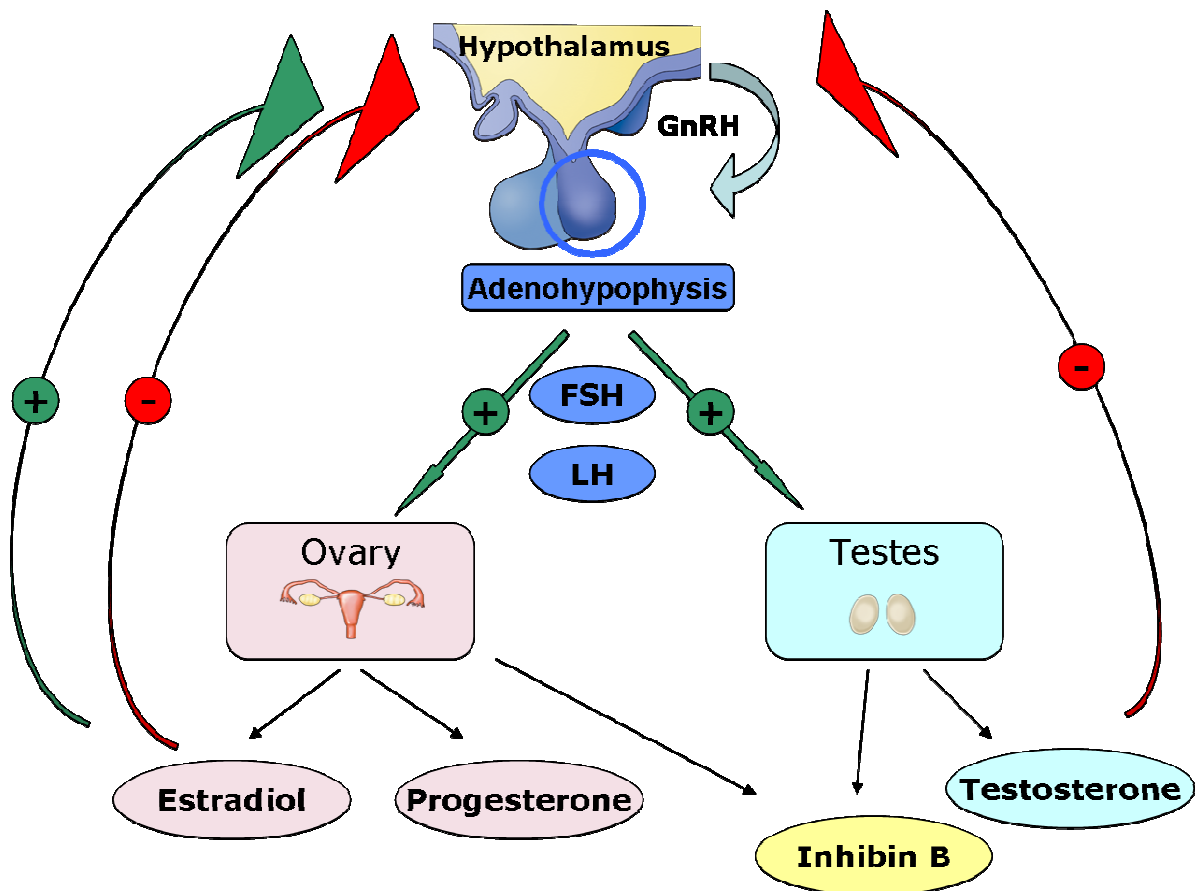 Hypothalamus
GnRH
Adenohypophysis
+
-
-
+
FSH
+
LH
Ovary
Testes
Estradiol
Progesterone
Testosterone
Inhibin B